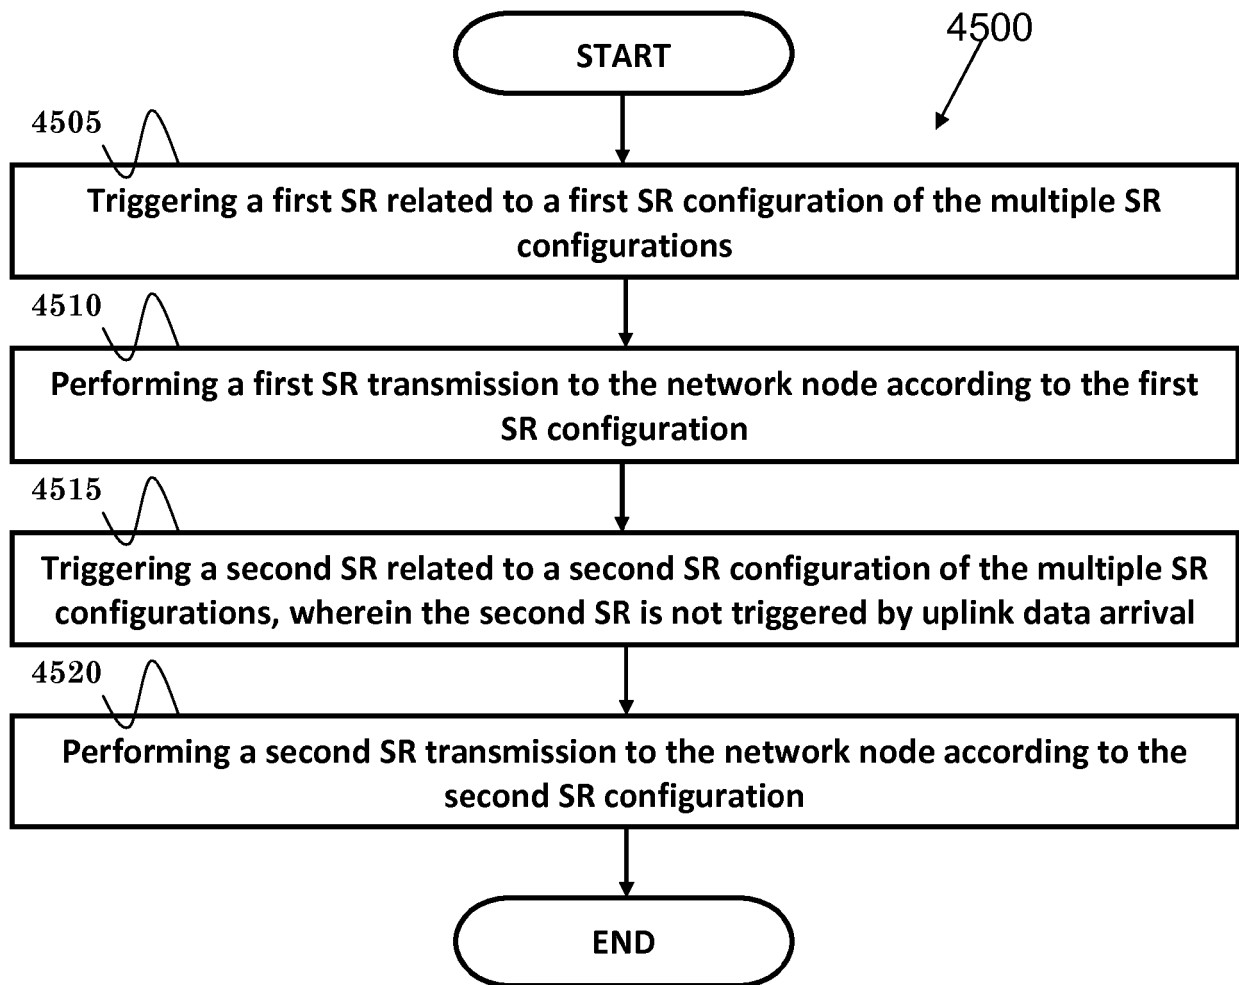 START
4500
4505
Triggering a first SR related to a first SR configuration of the multiple SR
configurations
4510
Performing a first SR transmission to the network node according to the first
SR configuration
4515
Triggering a second SR related to a second SR configuration of the multiple SR
configurations, wherein the second SR is not triggered by uplink data arrival
4520
Performing a second SR transmission to the network node according to the
second SR configuration
END